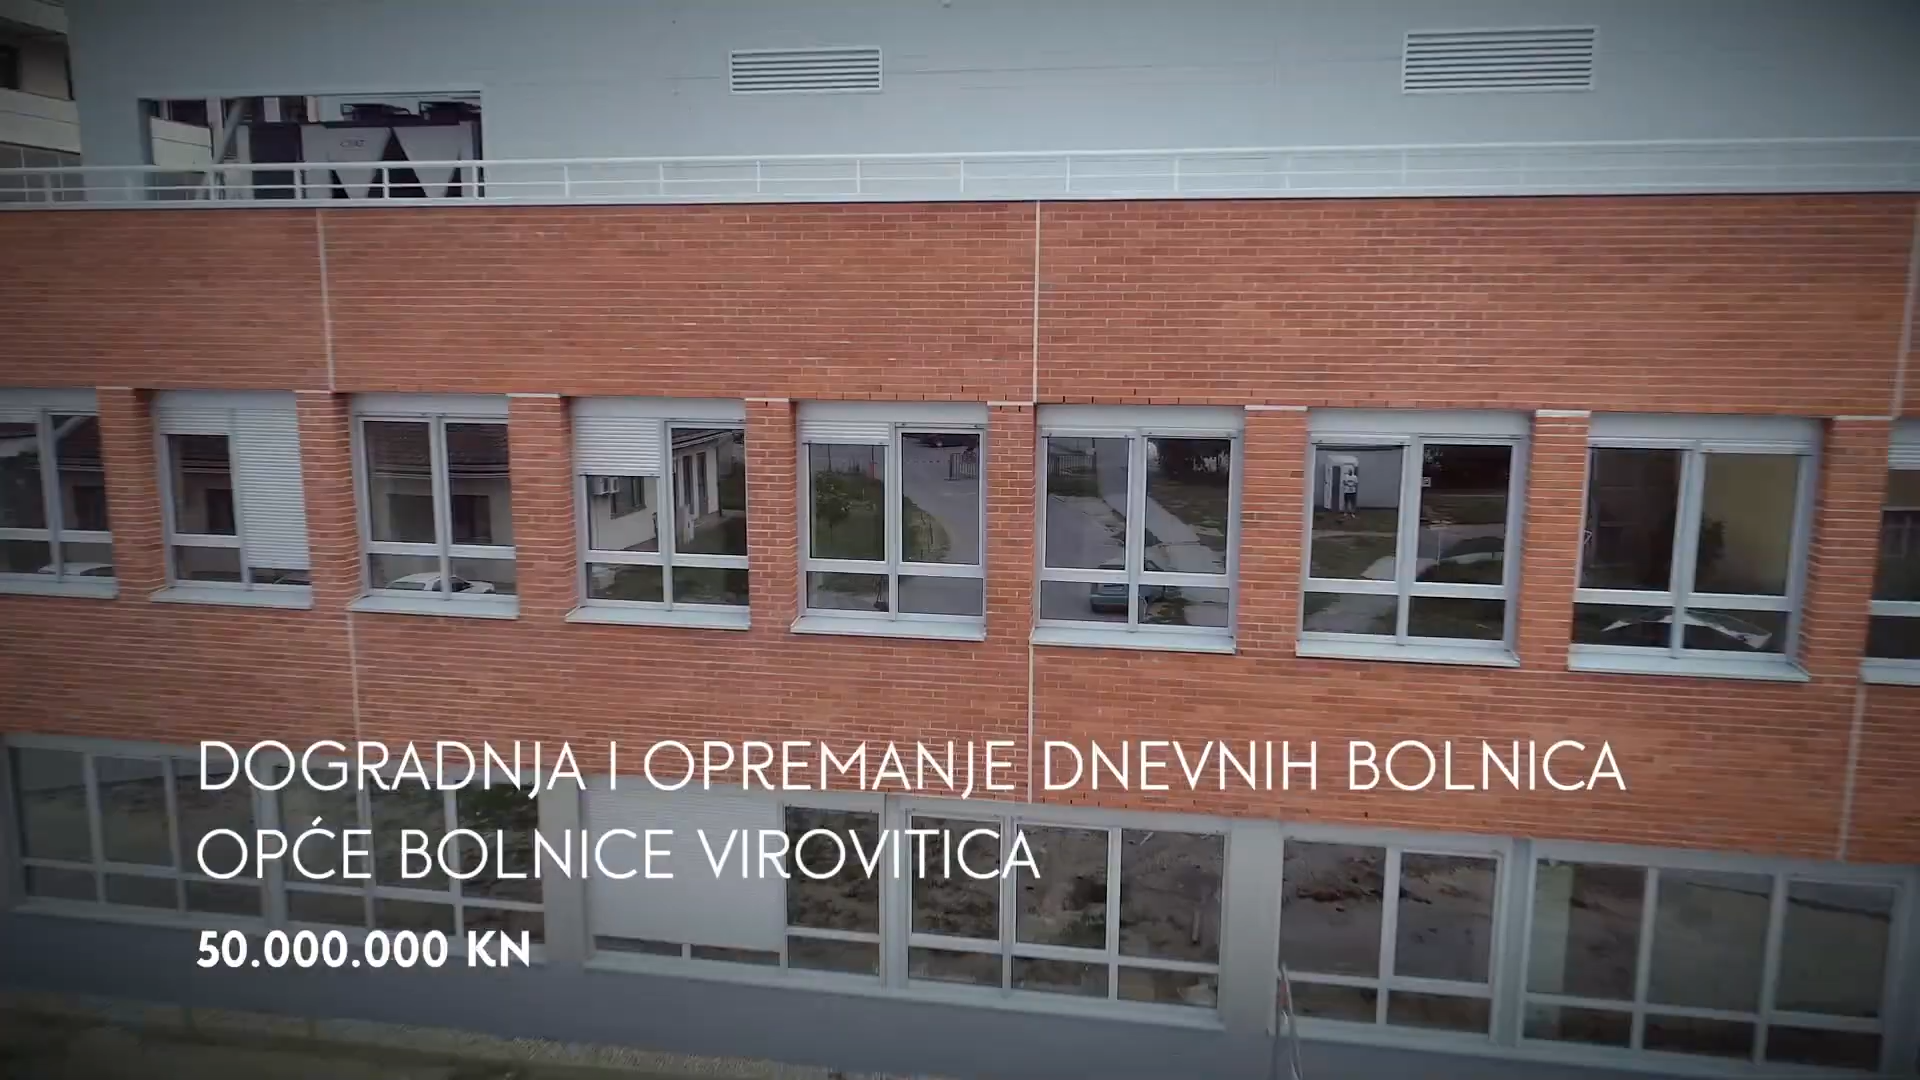 DOGRADNJA I OPREMANJE DNEVNIH BOLNICA
OPĆE BOLNICE VIROVITICA
50.000.000 KN